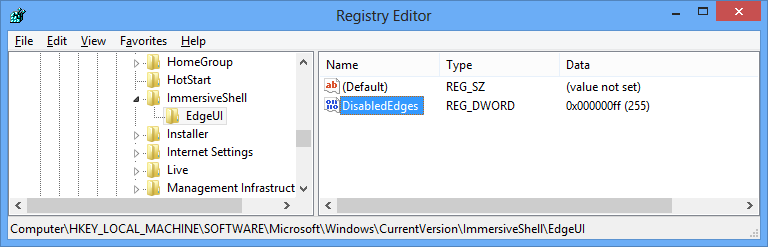 Registry Editor
File Edit View Favorites Help
HomeGroup
HotStart
ImmersiveShell
EdgeUI
Installer
Internet Settings
Live
Management Infrastruct
Name Type Data
(Default) REG_SZ (value not set)
DisabledEdges REG_DWORD 0x000000ff (255)
Computer\HKEY_LOCAL_MACHINE\SOFTWARE\Microsoft\Windows\CurrentVersion\ImmersiveShell\EdgeUI